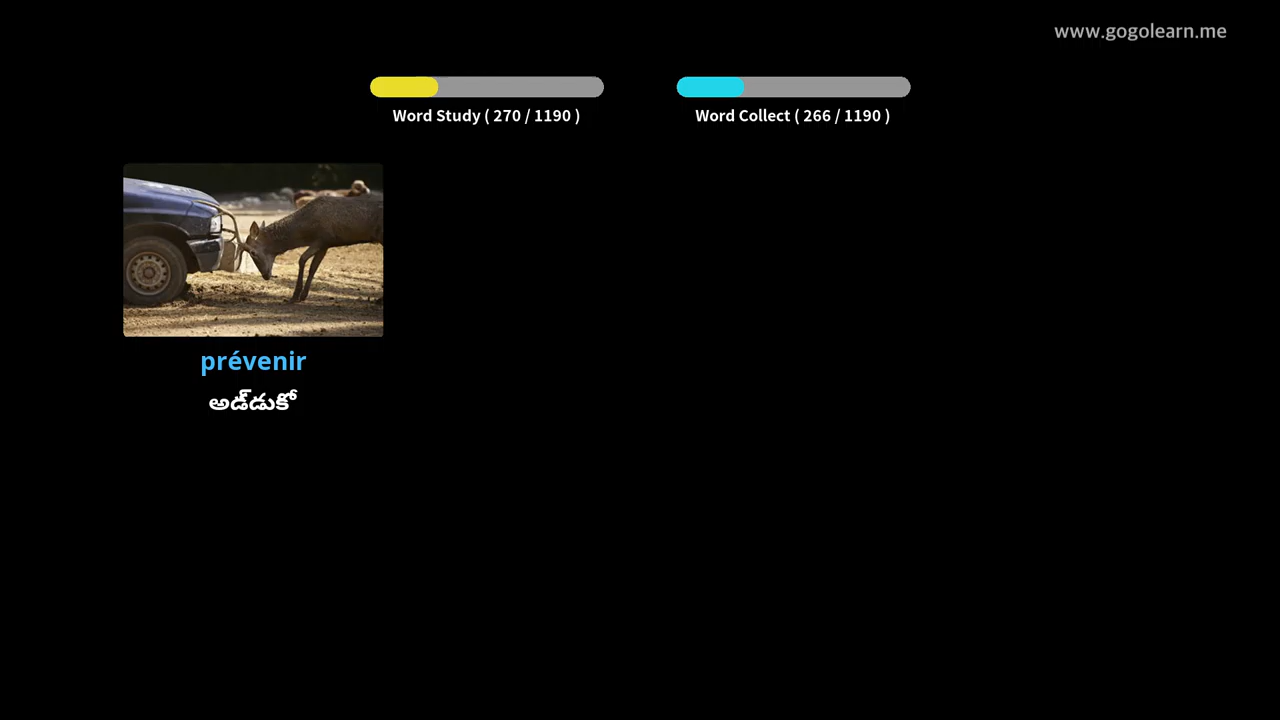 www.gogolearn.me
Word Study ( 270 / 1190 )
Word Collect ( 266 / 1190 )
prévenir
అడ్డుకో